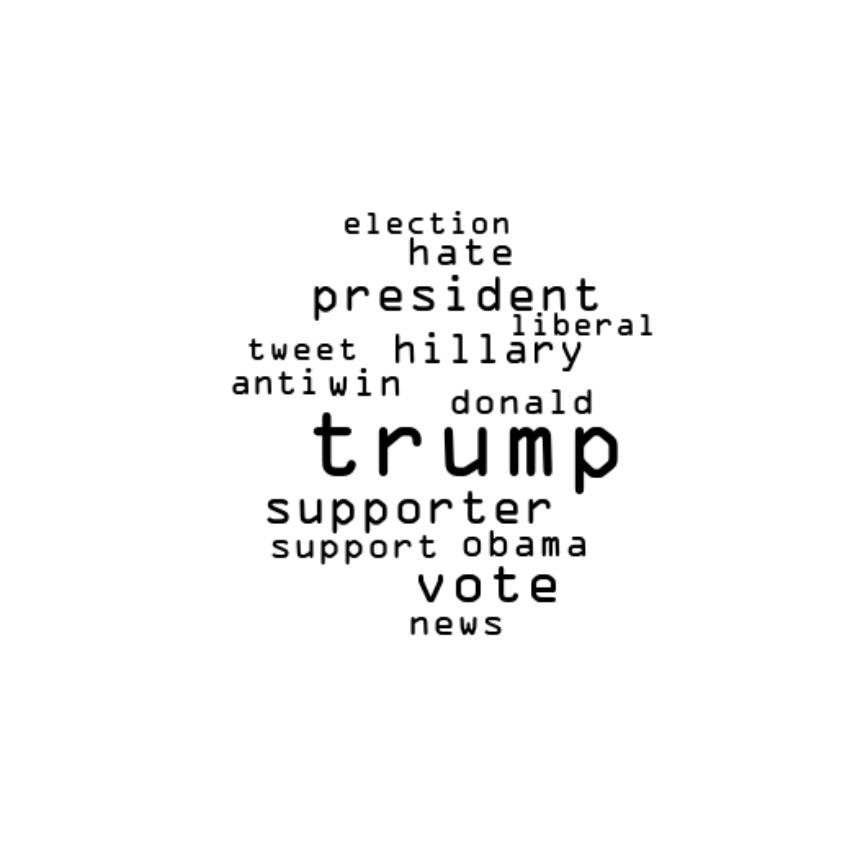 election
hate
president
liberal
tweet hillary
anti win
donald
trump
supporter
support obama
vote
news